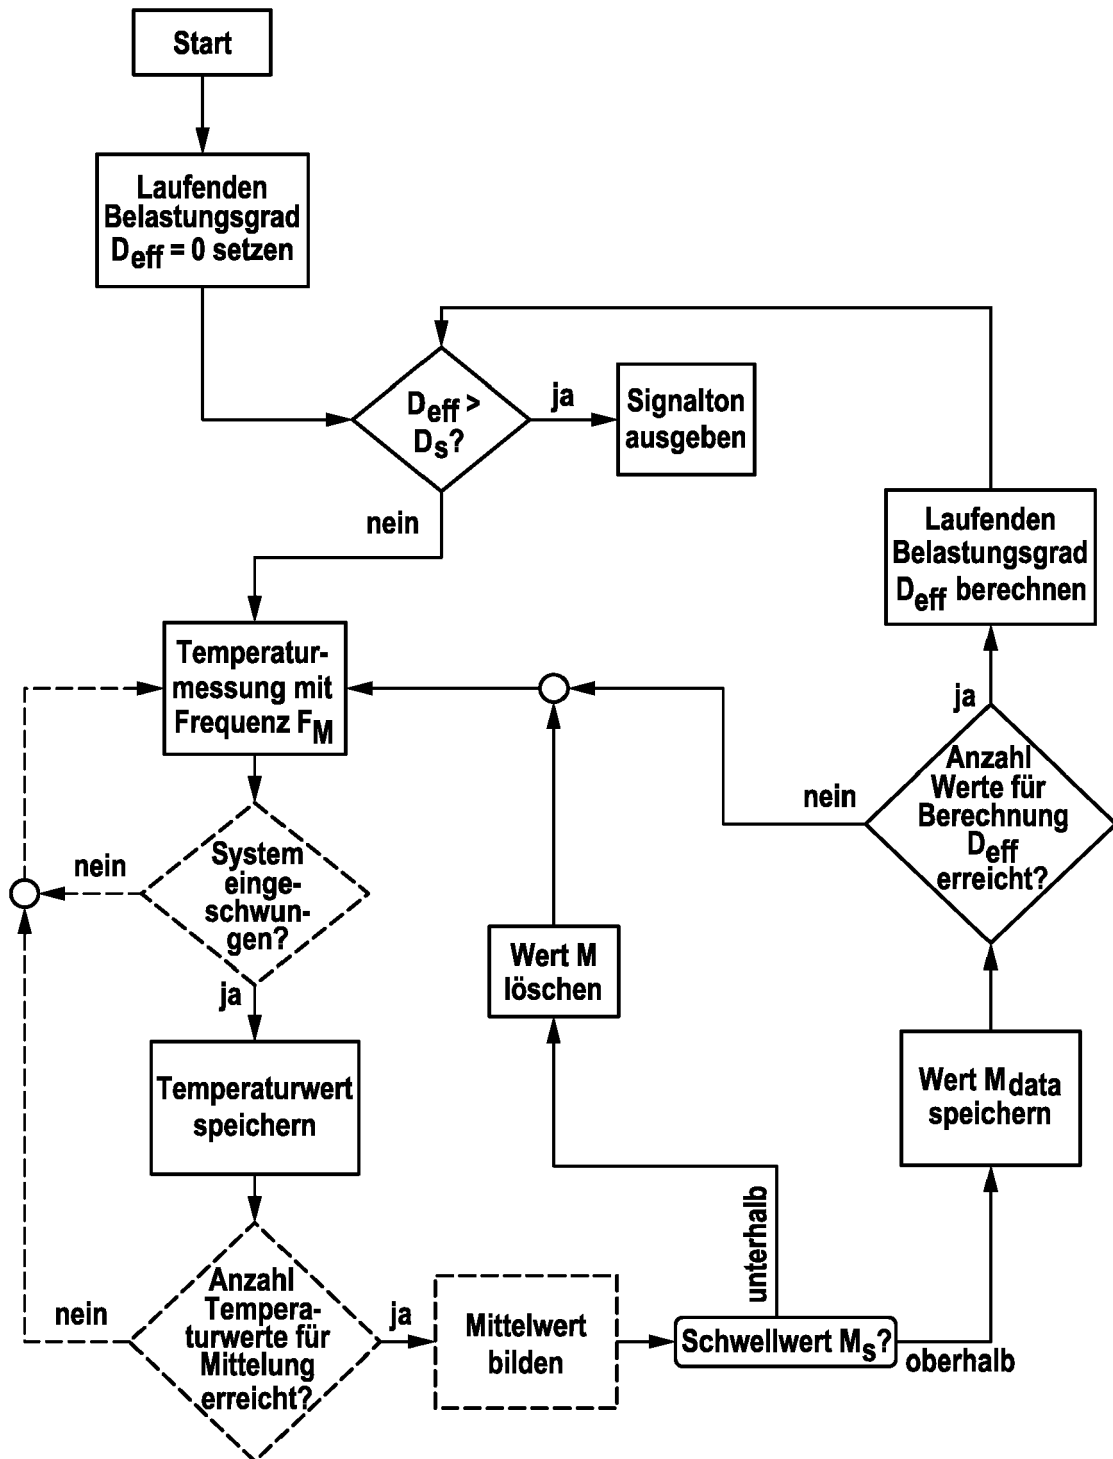 Start
Laufenden
Belastungsgrad
Deff = 0 setzen
Deff >
Ds?
ja
Signalton
ausgeben
nein
Laufenden
Belastungsgrad
Deff berechnen
Temperatur-
messung mit
Frequenz FM
ja
Anzahl
Werte für
Berechnung
Deff
erreicht?
nein
System
einge-
schwun-
gen?
nein
ja
Wert M
löschen
Temperaturwert
speichern
Wert Mdata
speichern
unterhalb
Anzahl
Tempera-
turwerte für
Mittelung
erreicht?
nein
ja
Mittelwert
bilden
Schwellwert Ms?
oberhalb